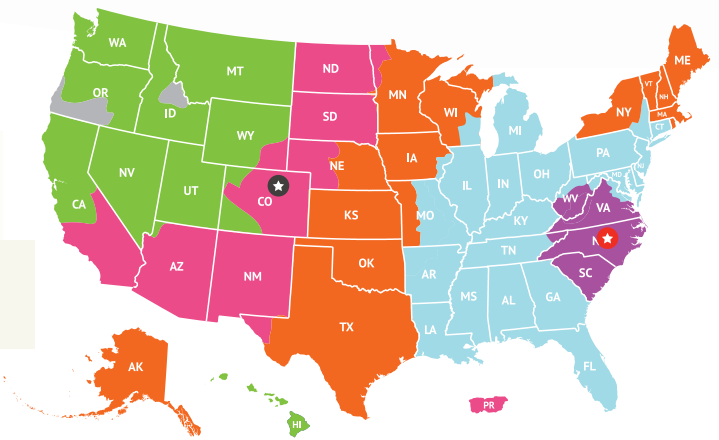 WA
ME
MT
ND
VT
OR
MN
NH
NY
WI
MA
ID
SD
MI
CT
WY
PA
IA
NE
NJ
OH
MD
NV
UT
IL
IN
WV
CA
CO
VA
KS
MO
KY
N
TN
OK
AZ
NM
AR
SC
MS
AL
GA
TX
LA
AK
FL
PR
HI